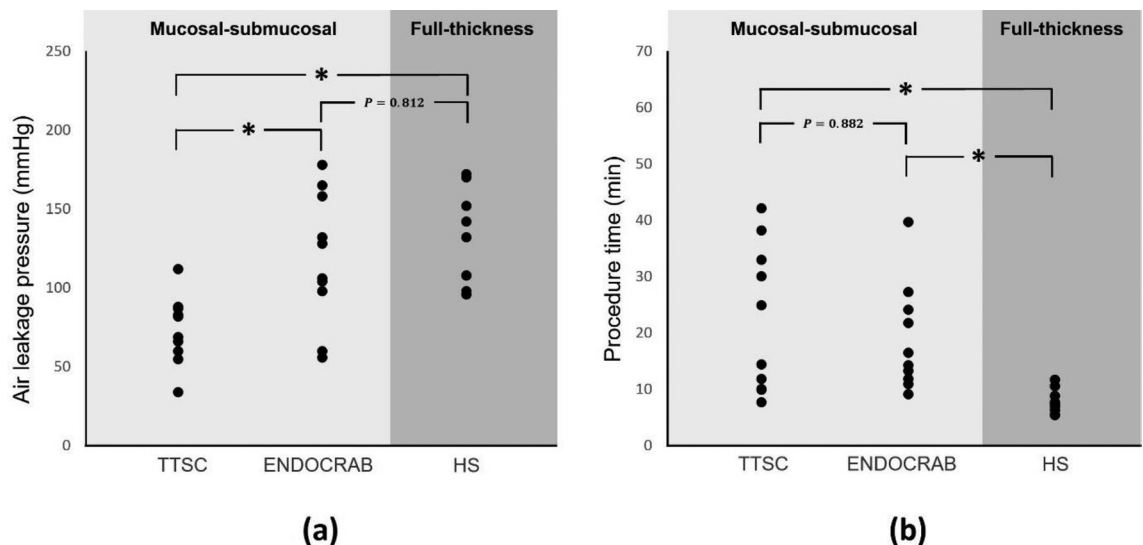 Mucosal-submucosal Full-thickness
250
200
150
100
50
0
Air leakage pressure (mmHg)
*
P = 0.812
*
TTSC ENDOCRAB HS
(a)
Mucosal-submucosal Full-thickness
70
60
50
40
30
20
10
0
Procedure time (min)
*
P = 0.882
*
TTSC ENDOCRAB HS
(b)